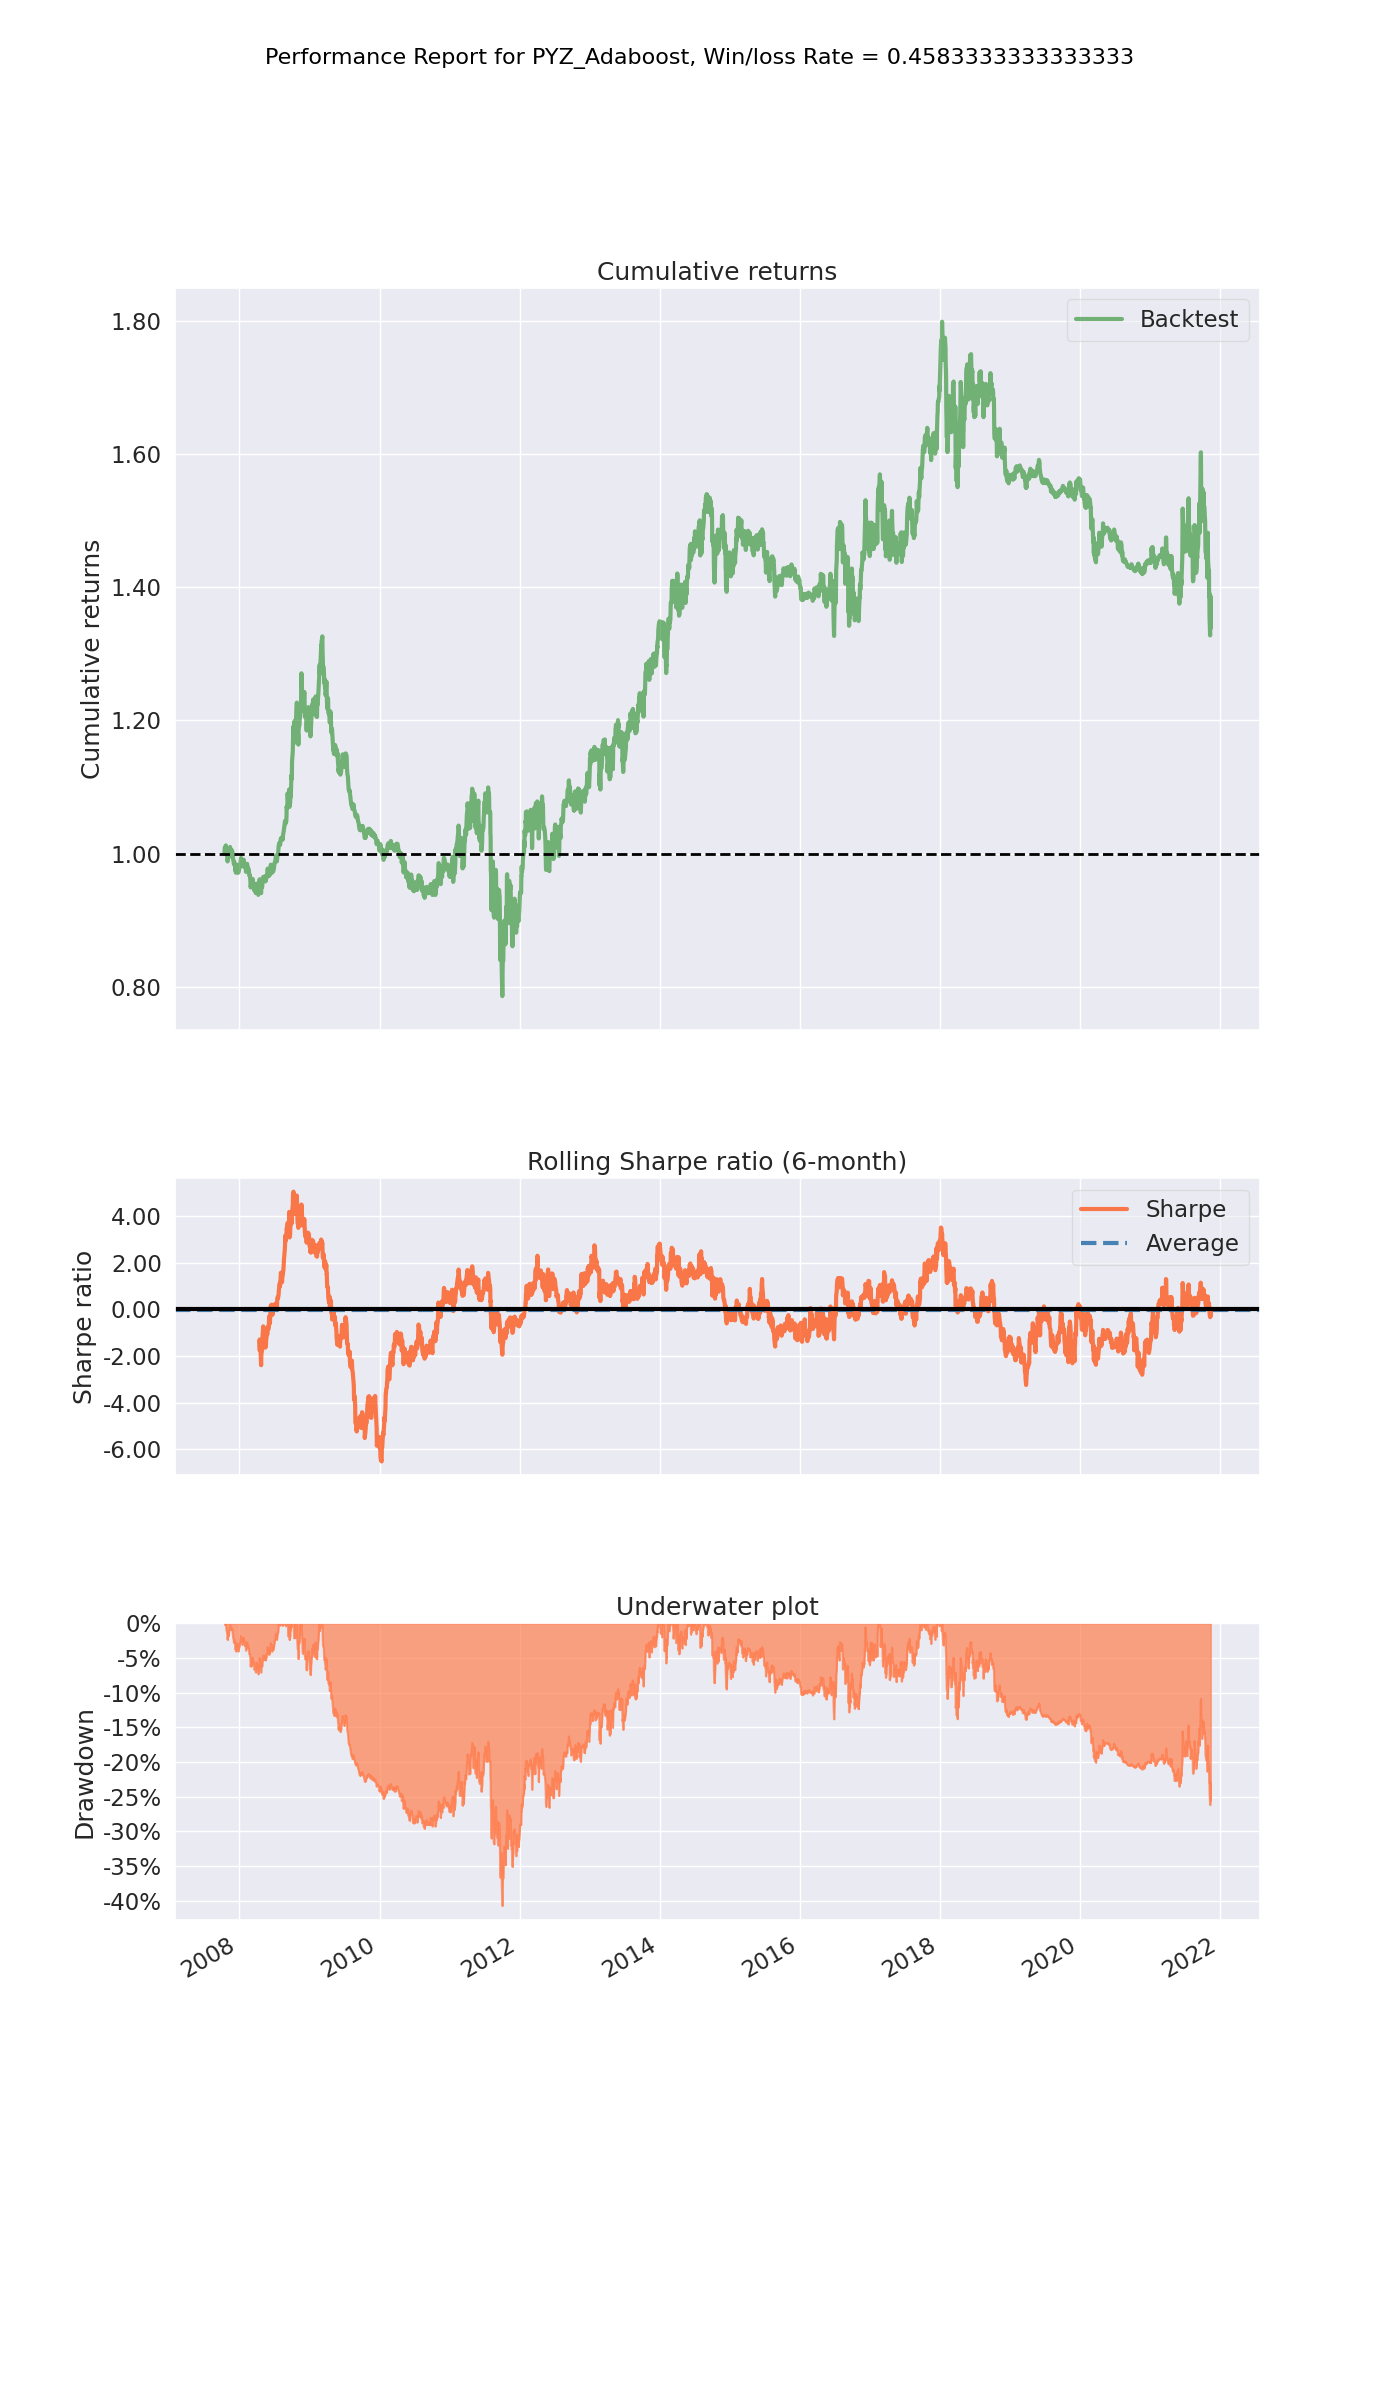 Performance Report for PYZ_Adaboost, Win/loss Rate = 0.4583333333333333
Cumulative returns
Backtest
Cumulative returns
1.80
1.60
1.40
1.20
1.00
0.80
Rolling Sharpe ratio (6-month)
Sharpe
Average
Sharpe ratio
4.00
2.00
0.00
-2.00
-4.00
-6.00
Underwater plot
Drawdown
0%
-5%
-10%
-15%
-20%
-25%
-30%
-35%
-40%
2008
2010
2012
2014
2016
2018
2020
2022